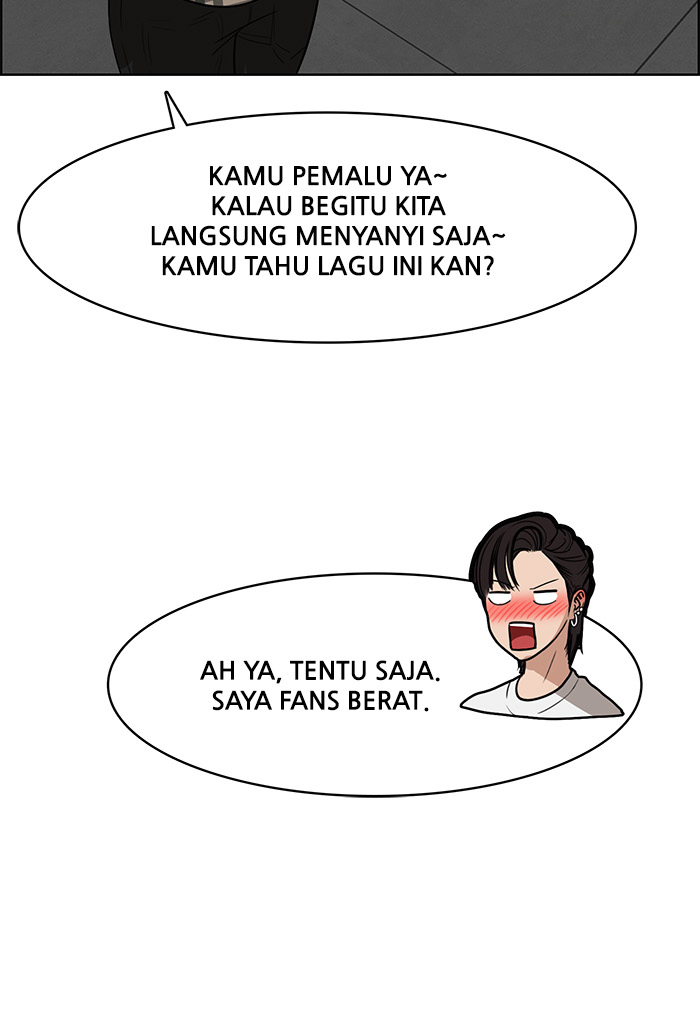 KAMU PEMALU YA~
KALAU BEGITU KITA
LANGSUNG MENYANYI SAJA~
KAMU TAHU LAGU INI KAN?
AH YA, TENTU SAJA.
SAYA FANS BERAT.